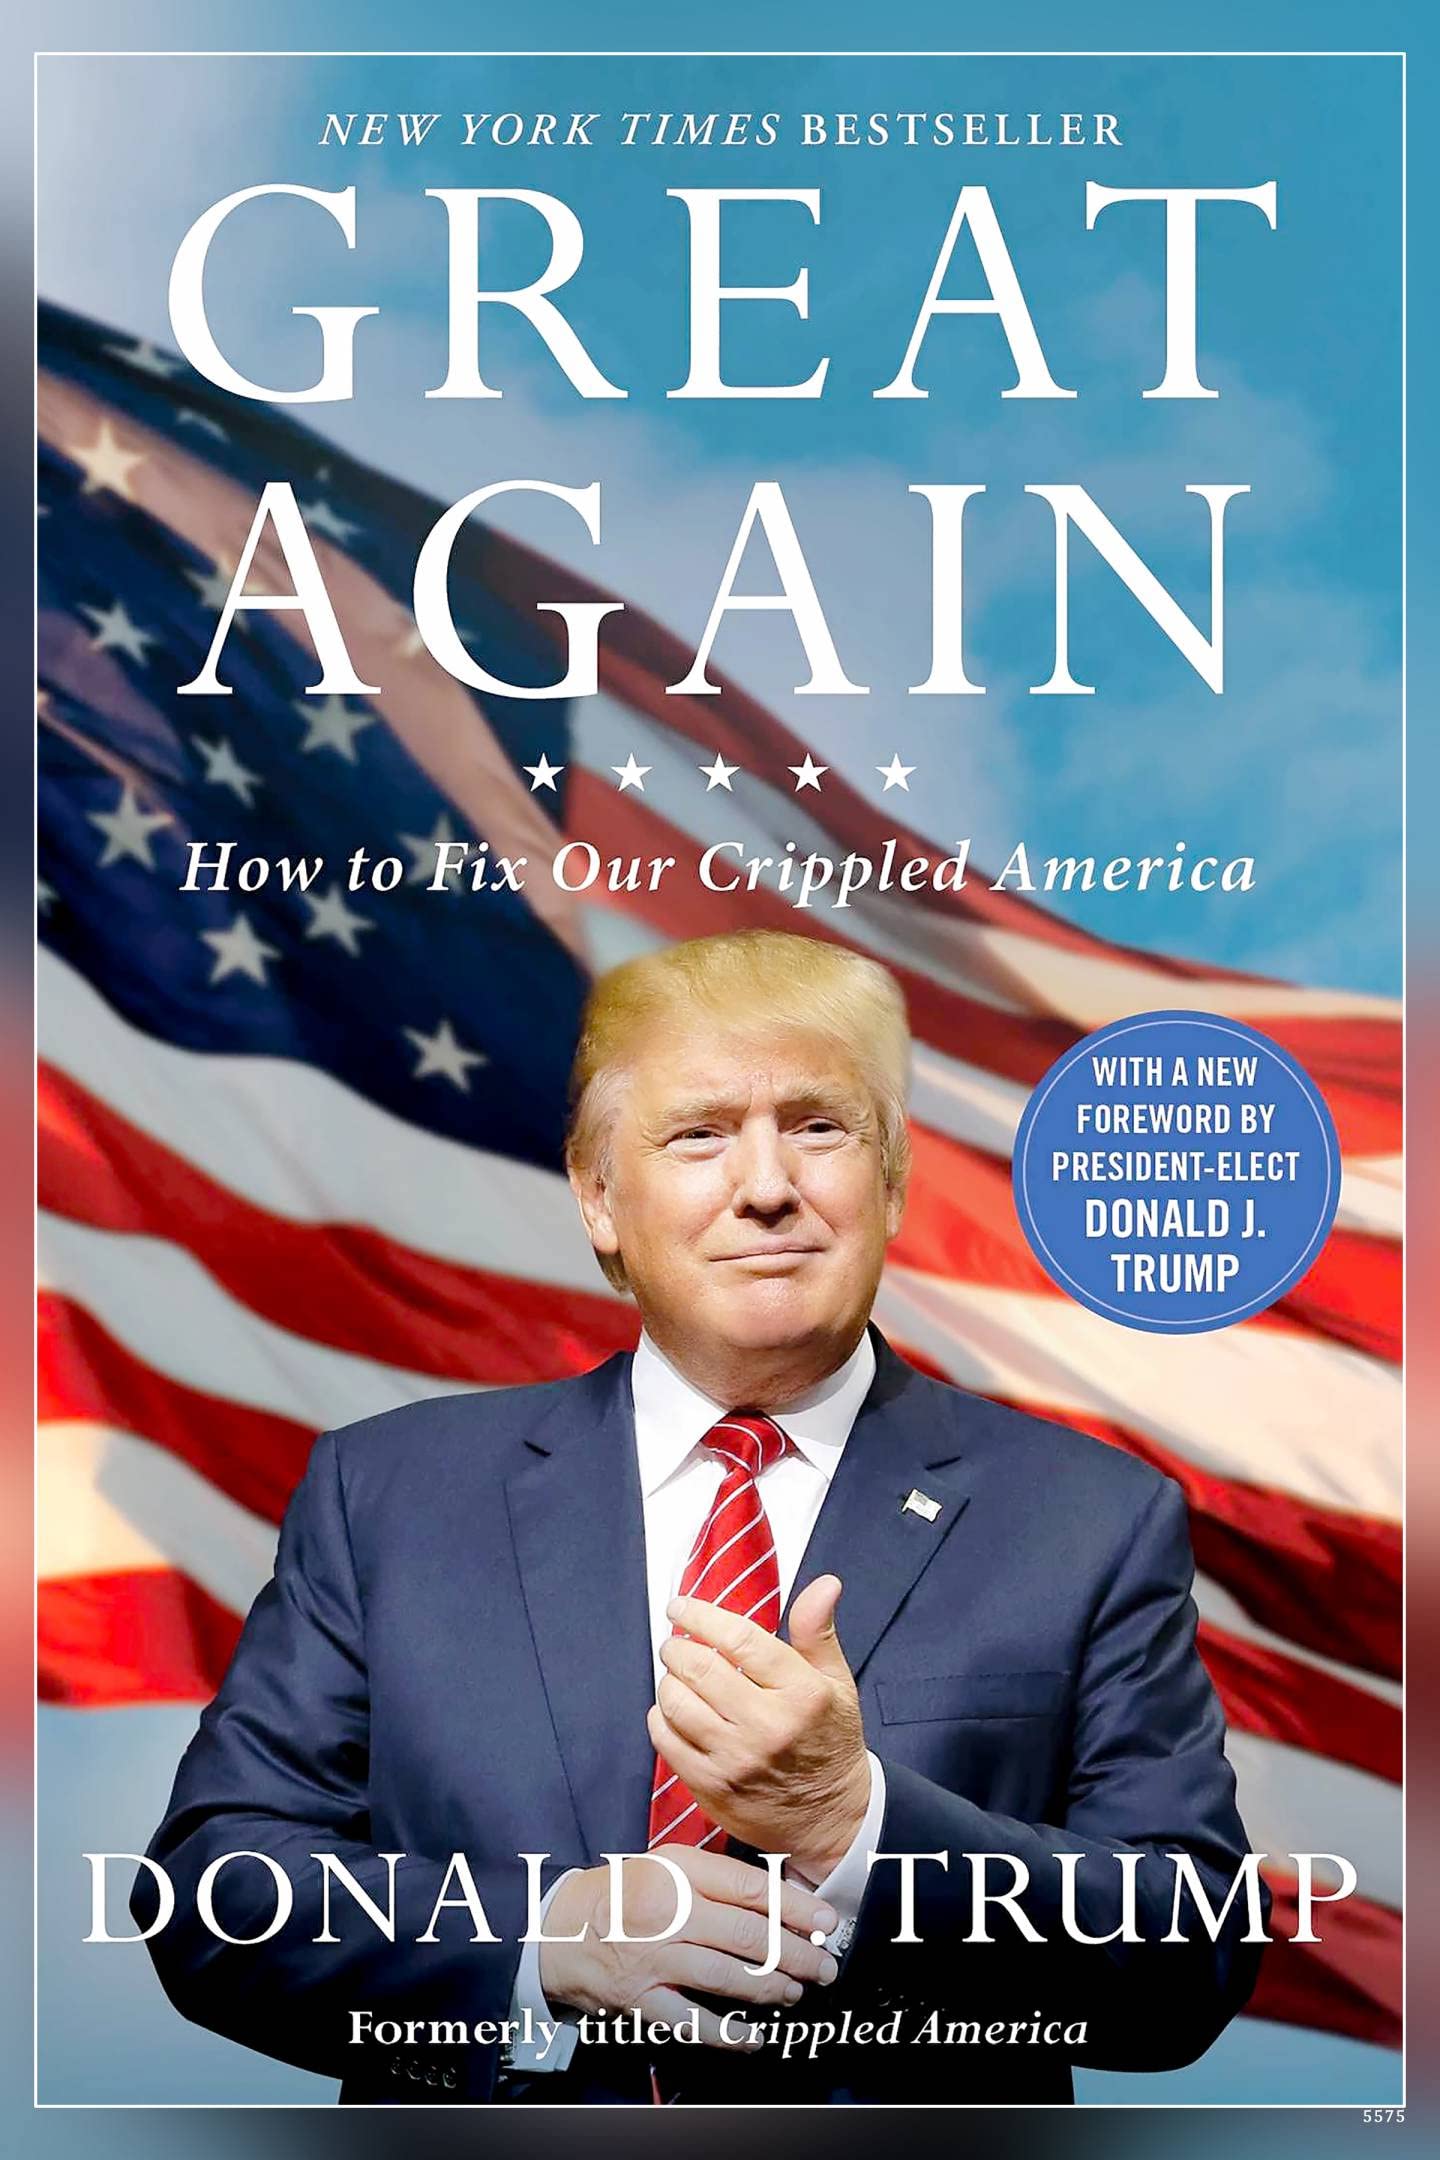 NEW YORK TIMES BESTSELLER
GREAT
AGAIN
★ ★ ★ ★ ★
How to Fix Our Crippled America
WITH A NEW
FOREWORD BY
PRESIDENT-ELECT
DONALD J.
TRUMP
DONALD J. TRUMP
Formerly titled Crippled America
5575